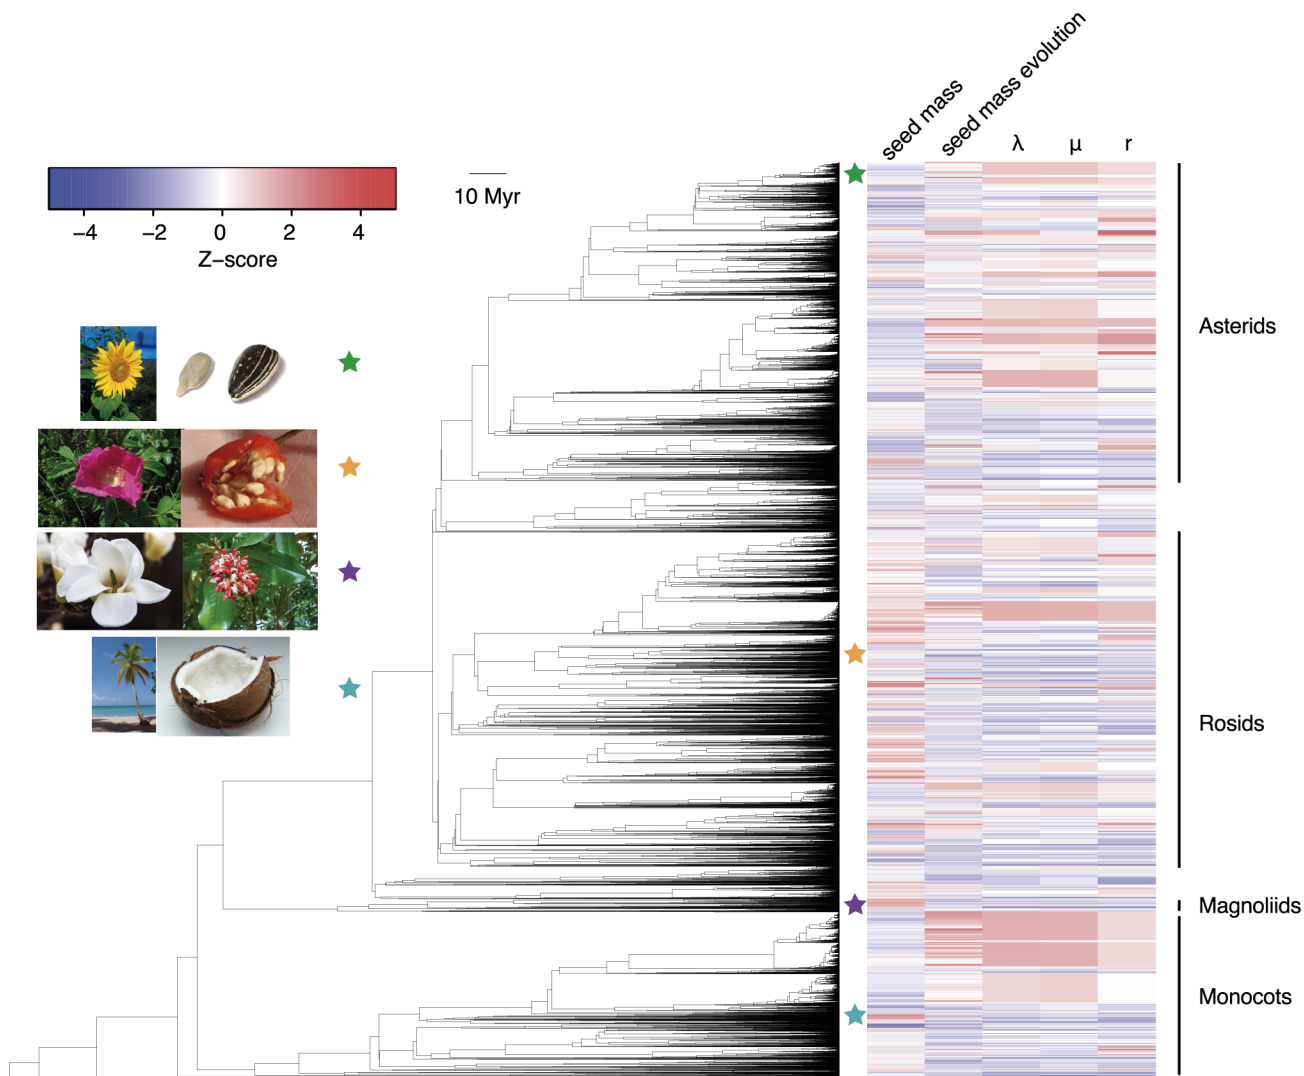 seed mass
seed mass evolution
λ
μ
r
−4 −2 0 2 4
Z−score
10 Myr
Asterids
Rosids
Magnoliids
Monocots